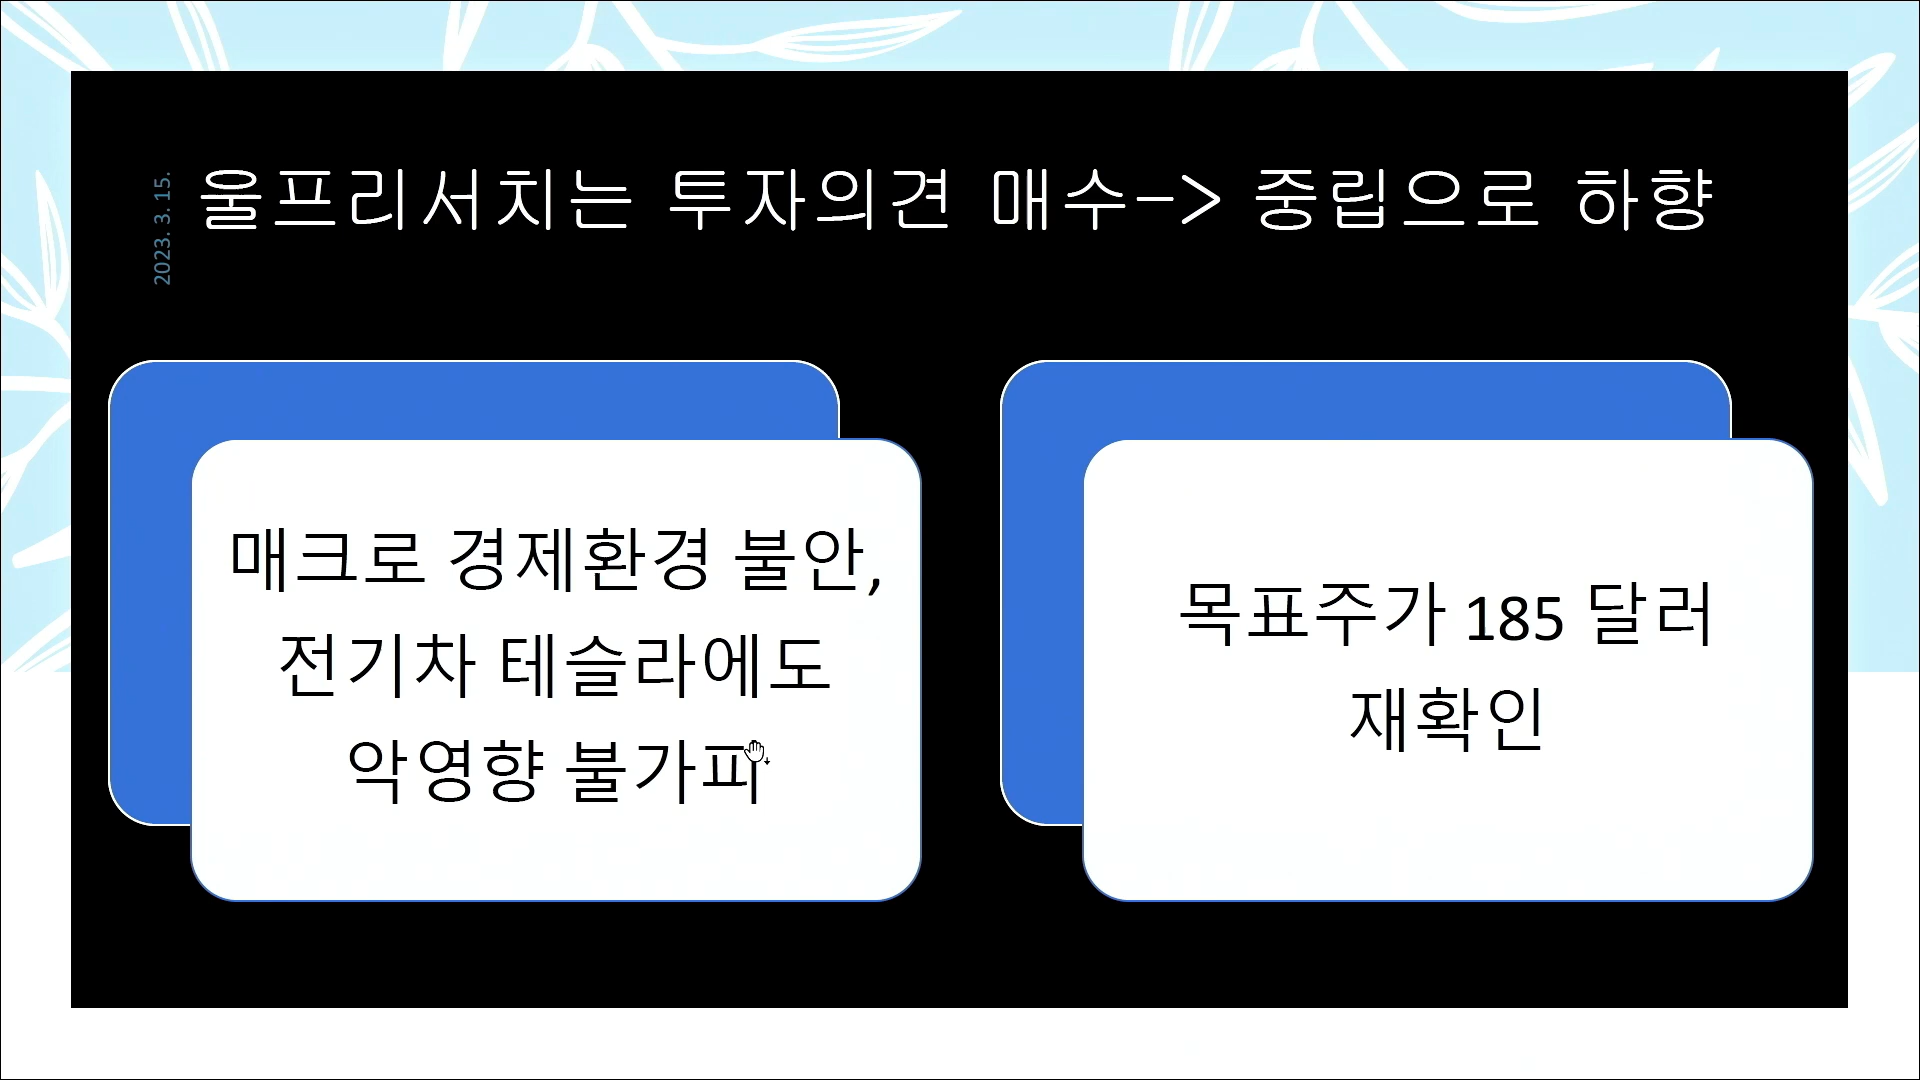 2023. 3. 15.
울프리서치는 투자의견 매수-> 중립으로 하향
매크로 경제환경 불안,
전기차 테슬라에도
악영향 불가피
목표주가 185 달러
재확인